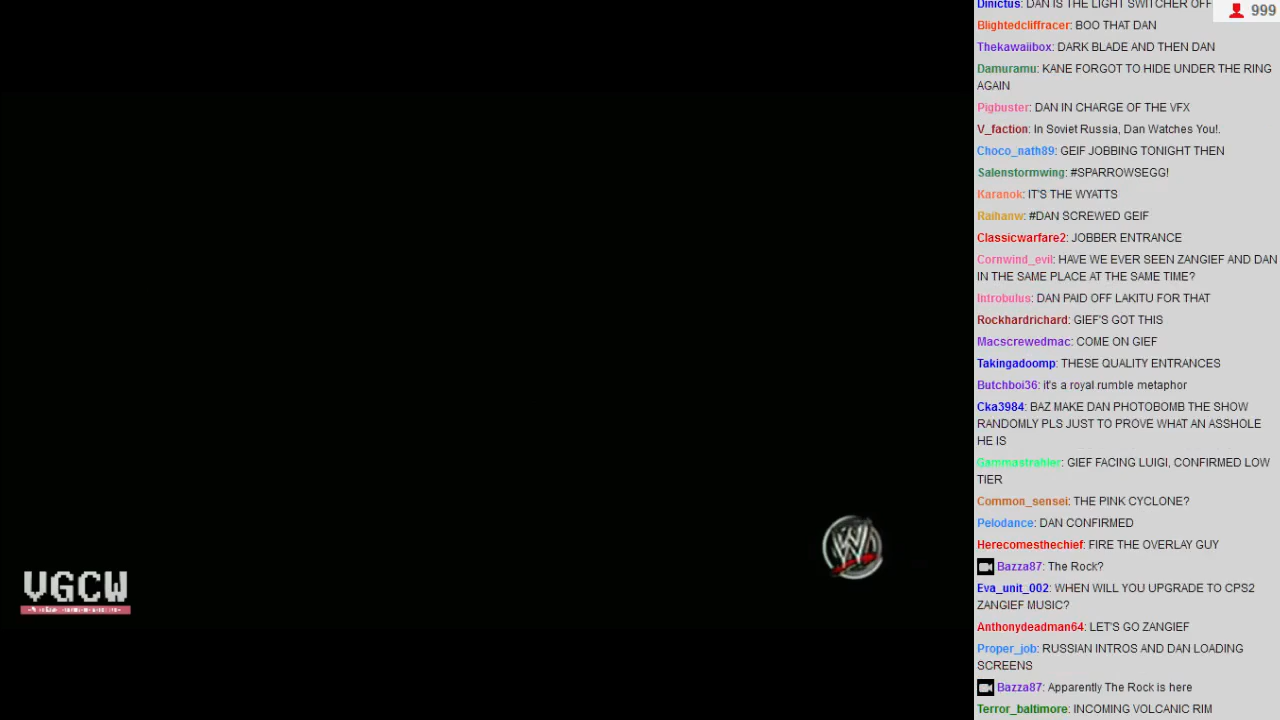 Dinictus: DAN IS THE LIGHT SWITCHER OFF
999
Blightedcliffracer: BOO THAT DAN
Thekawaiibox: DARK BLADE AND THEN DAN
Damuramu: KANE FORGOT TO HIDE UNDER THE RING
AGAIN
Pigbuster: DAN IN CHARGE OF THE VFX
V_faction: In Soviet Russia, Dan Watches You!.
Choco_nath89: GEIF JOBBING TONIGHT THEN
Salenstormwing: #SPARROWSEGG!
Karanok: IT'S THE WYATTS
Raihanw: #DAN SCREWED GEIF
Classicwarfare2: JOBBER ENTRANCE
Cornwind_evil: HAVE WE EVER SEEN ZANGIEF AND DAN
IN THE SAME PLACE AT THE SAME TIME?
Introbulus: DAN PAID OFF LAKITU FOR THAT
Rockhardrichard: GIEF'S GOT THIS
Macscrewedmac: COME ON GIEF
Takingadoomp: THESE QUALITY ENTRANCES
Butchboi36: it's a royal rumble metaphor
Cka3984: BAZ MAKE DAN PHOTOBOMB THE SHOW
RANDOMLY PLS JUST TO PROVE WHAT AN ASSHOLE
HE IS
Gammastrahler: GIEF FACING LUIGI, CONFIRMED LOW
TIER
Common_sensei: THE PINK CYCLONE?
Pelodance: DAN CONFIRMED
Herecomesthechief: FIRE THE OVERLAY GUY
Bazza87: The Rock?
Eva_unit_002: WHEN WILL YOU UPGRADE TO CPS2
ZANGIEF MUSIC?
Anthonydeadman64: LET'S GO ZANGIEF
Proper_job: RUSSIAN INTROS AND DAN LOADING
SCREENS
Bazza87: Apparently The Rock is here
Terror_baltimore: INCOMING VOLCANIC RIM
W
VGCW